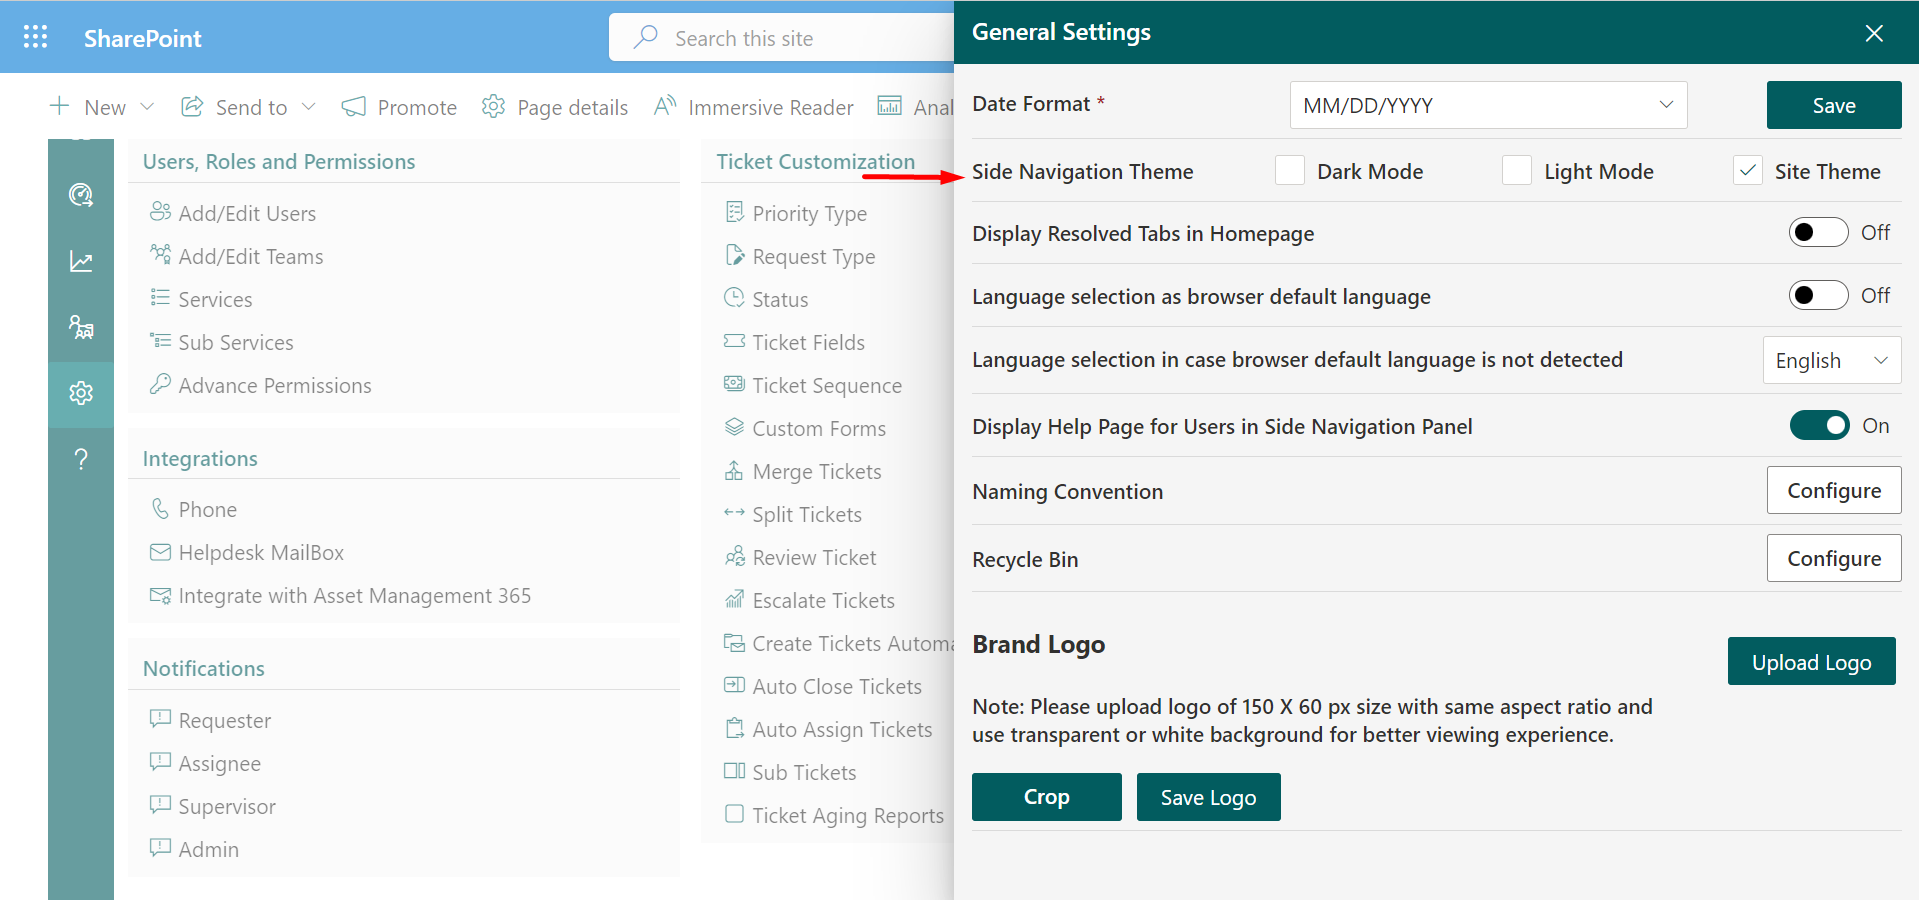 SharePoint
Search this site
New
Send to
Promote
Page details
Immersive Reader
Anal
Users, Roles and Permissions
Add/Edit Users
Add/Edit Teams
Services
Sub Services
Advance Permissions
Integrations
Phone
Helpdesk MailBox
Integrate with Asset Management 365
Notifications
Requester
Assignee
Supervisor
Admin
Ticket Customization
Priority Type
Request Type
Status
Ticket Fields
Ticket Sequence
Custom Forms
Merge Tickets
Split Tickets
Review Ticket
Escalate Tickets
Create Tickets Automa
Auto Close Tickets
Auto Assign Tickets
Sub Tickets
Ticket Aging Reports
General Settings
Date Format * MM/DD/YYYY Save
Side Navigation Theme Dark Mode Light Mode Site Theme
Display Resolved Tabs in Homepage Off
Language selection as browser default language Off
Language selection in case browser default language is not detected English
Display Help Page for Users in Side Navigation Panel On
Naming Convention Configure
Recycle Bin Configure
Brand Logo
Upload Logo
Note: Please upload logo of 150 X 60 px size with same aspect ratio and
use transparent or white background for better viewing experience.
Crop Save Logo